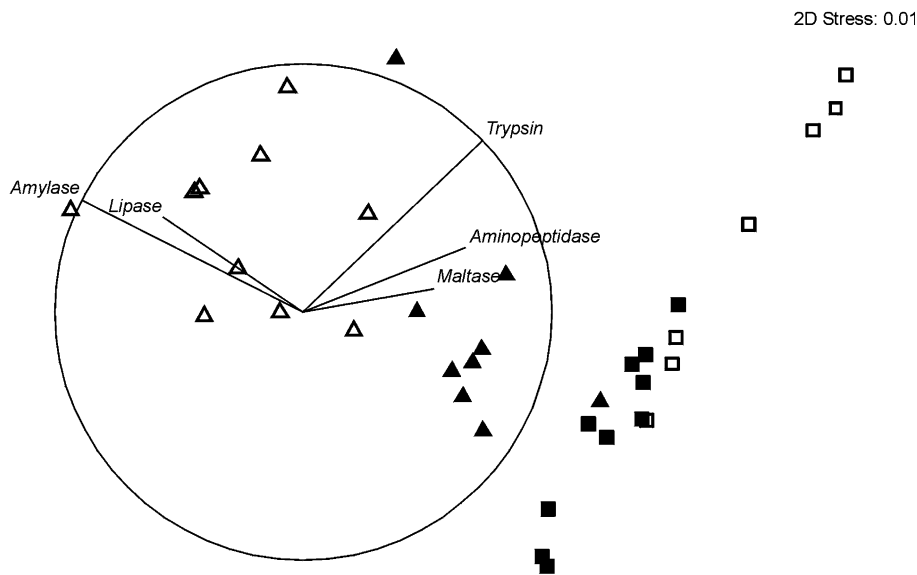 2D Stress: 0.01
Trypsin
Amylase
Lipase
Aminopeptidase
Maltase